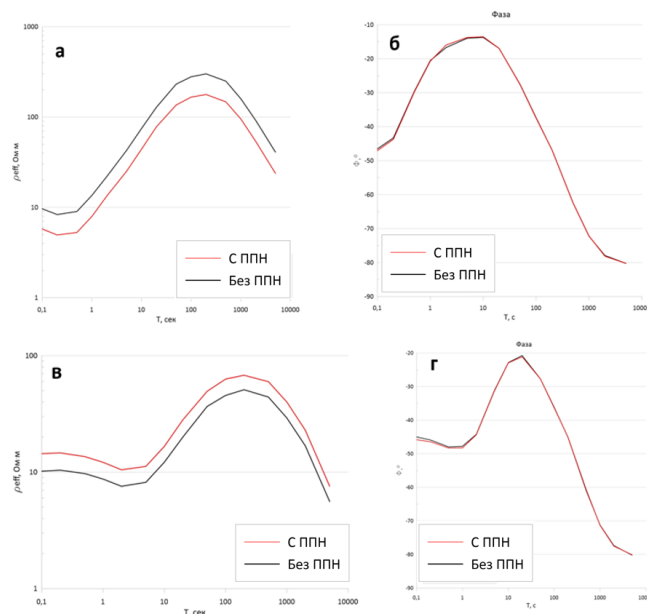 а
1000
100
10
1
0,1
1
10
100
1000
10000
ρeff, Ом м
T, сек
С ППН
Без ППН
б
Фаза
-10
-20
-30
-40
-50
-60
-70
-80
-90
0,1
1
10
100
1000
10000
Φ,°
T, с
С ППН
Без ППН
в
100
10
1
0,1
1
10
100
1000
10000
ρeff, Ом м
T, сек
С ППН
Без ППН
г
Фаза
-20
-30
-40
-50
-60
-70
-80
-90
0,1
1
10
100
1000
10000
Φ,°
T, с
С ППН
Без ППН